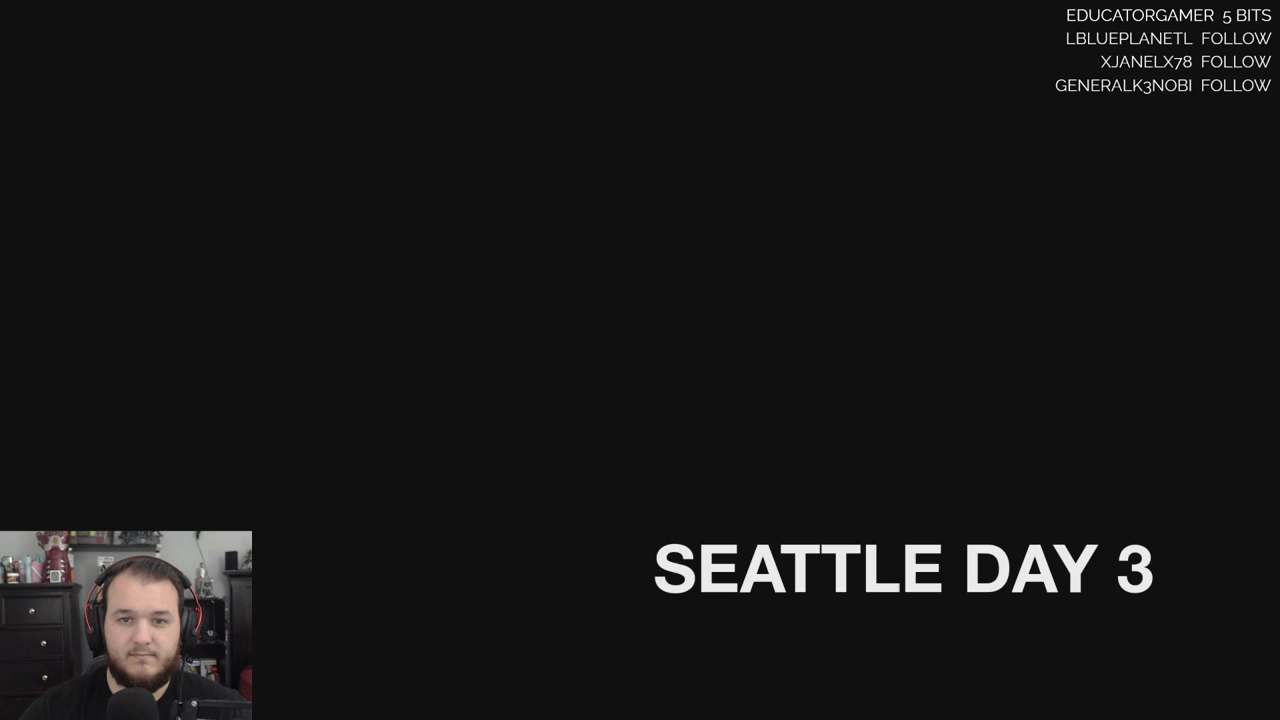 EDUCATORGAMER 5 BITS
LBLUEPLANETL FOLLOW
XJANELX78 FOLLOW
GENERALK3NOBI FOLLOW
SEATTLE DAY 3